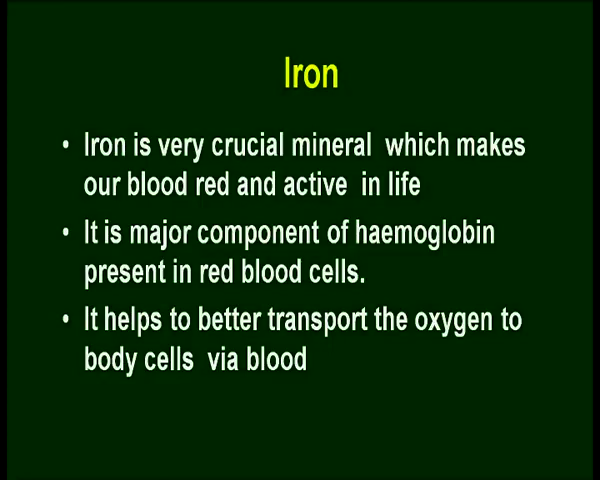 Iron
• Iron is very crucial mineral which makes
our blood red and active in life
• It is major component of haemoglobin
present in red blood cells.
• It helps to better transport the oxygen to
body cells via blood